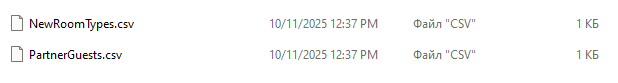 NewRoomTypes.csv 10/11/2025 12:37 PM Файл "CSV" 1 КБ
PartnerGuests.csv 10/11/2025 12:37 PM Файл "CSV" 1 КБ